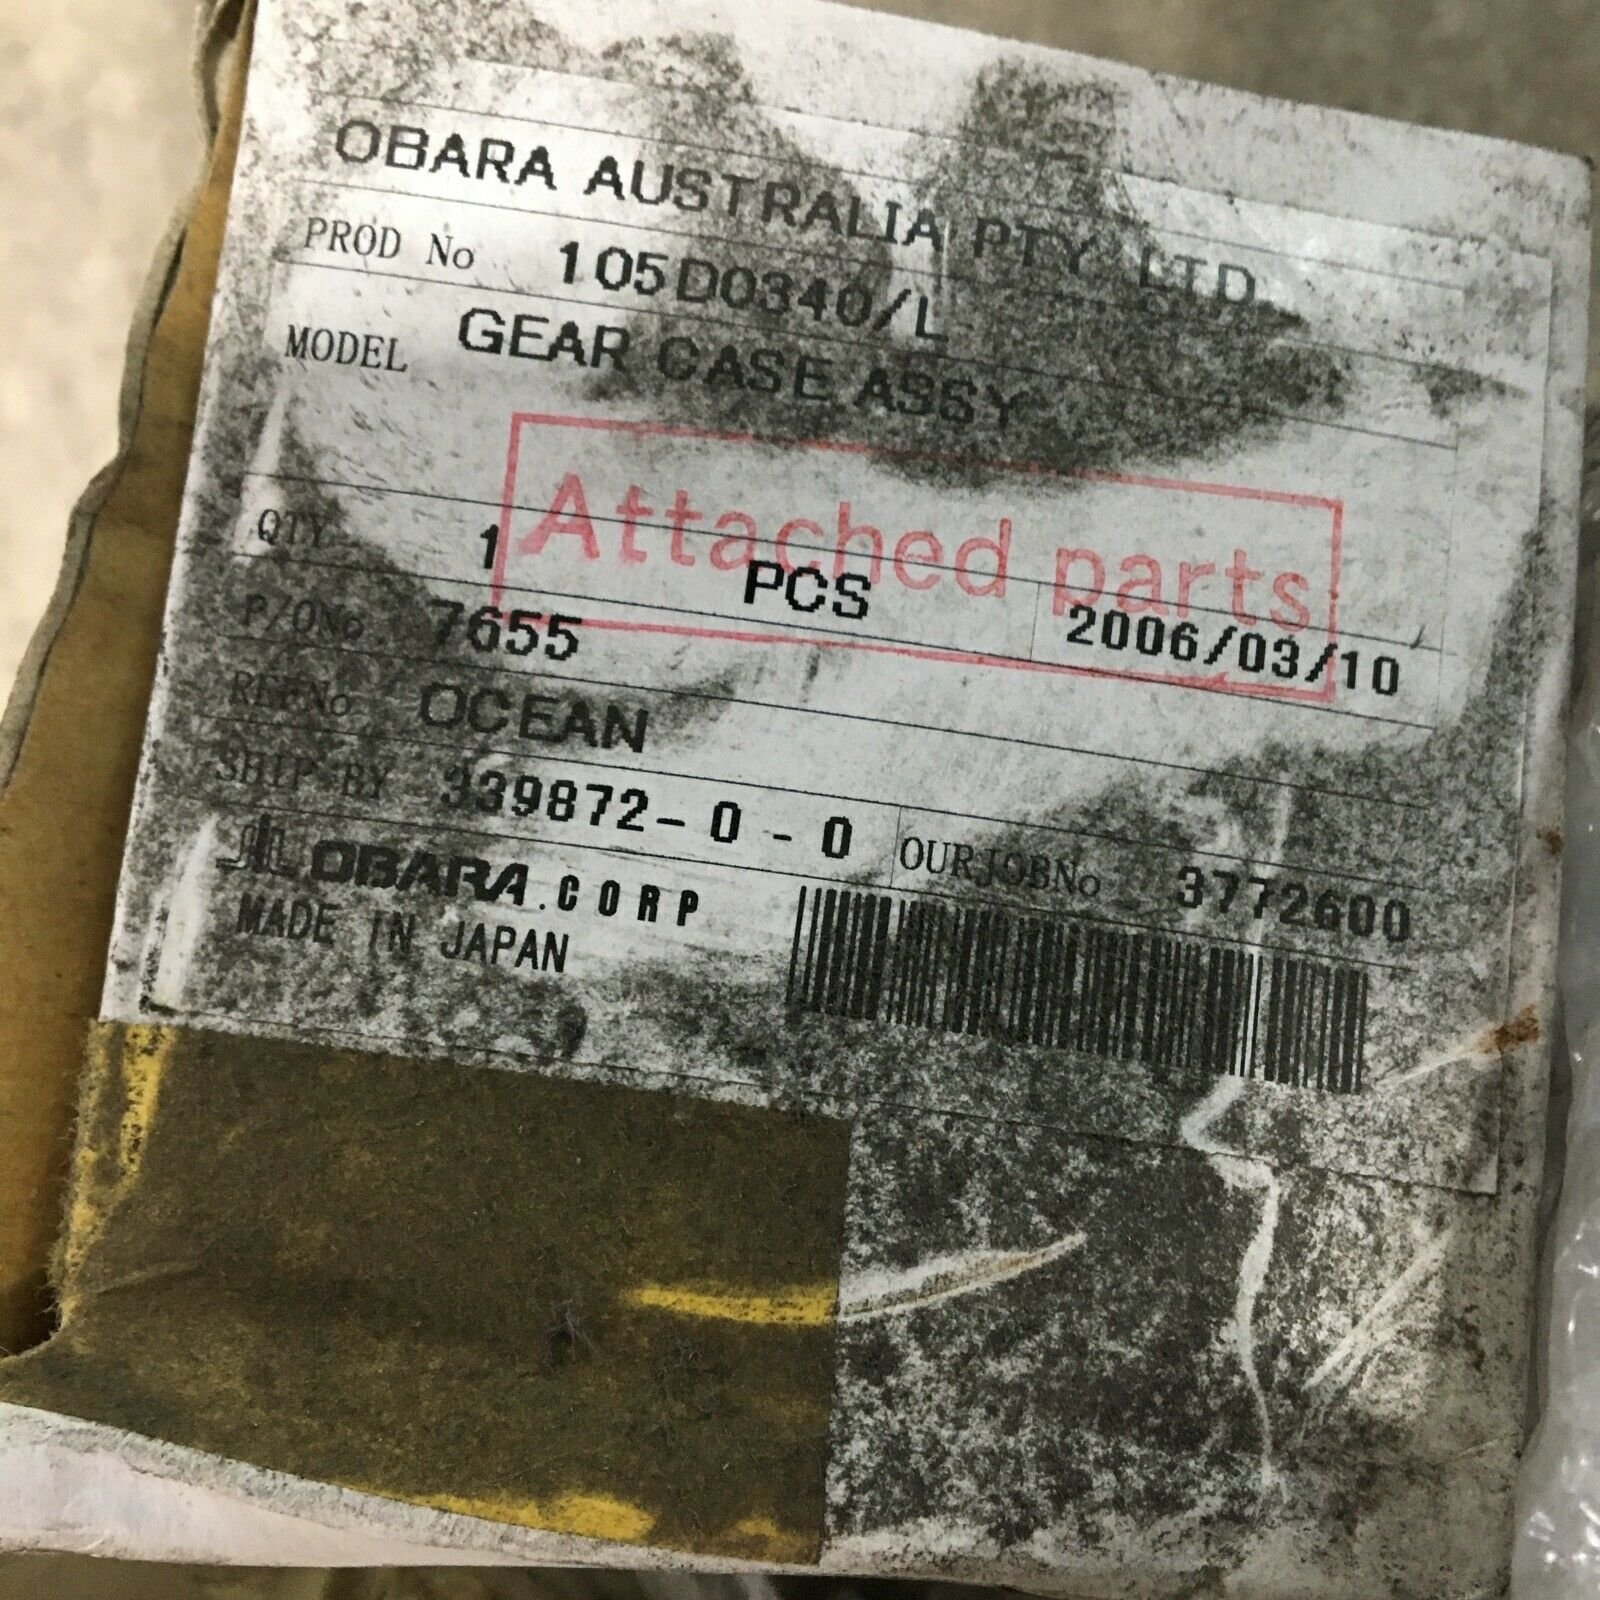 OBARA AUSTRALIA PTY LTD
PROD No 105D0340/L
MODEL GEAR CASE ASSY
Attached parts
QTY 1 PCS 2006/03/10
P/ONo 7655
REFNo OCEAN
SHIP BY 339872-0-0 OURJOBNo 3772600
OBARA.CORP
MADE IN JAPAN